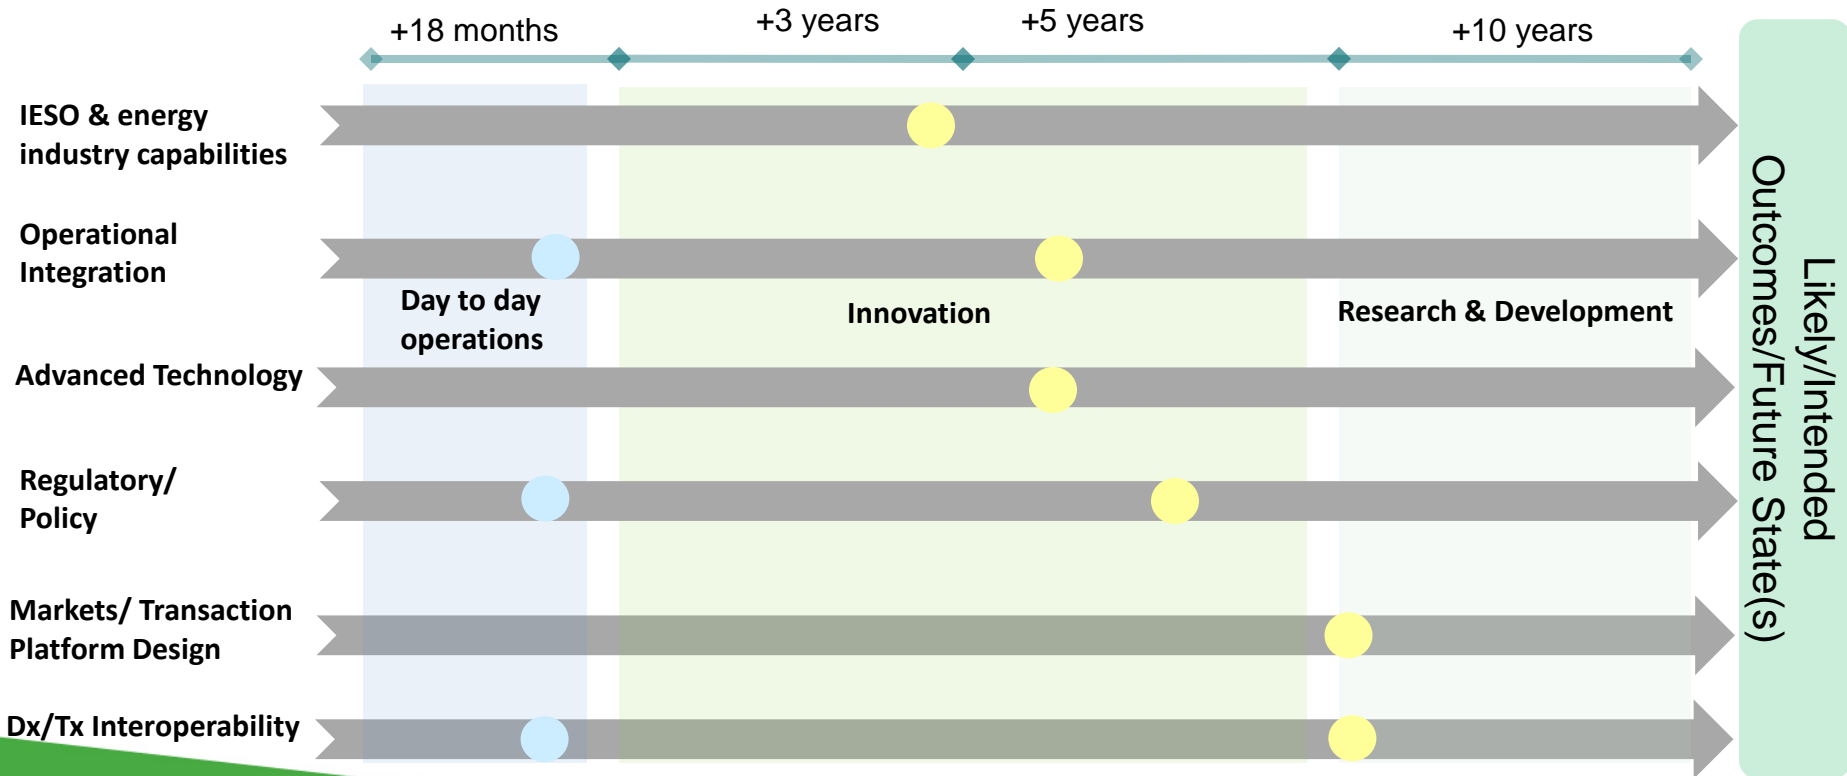 +18 months
+3 years
+5 years
+10 years
IESO & energy
industry capabilities
Operational
Integration
Day to day
operations
Innovation
Research & Development
Advanced Technology
Regulatory/
Policy
Markets/ Transaction
Platform Design
Dx/Tx Interoperability
Likely/Intended
Outcomes/Future State(s)